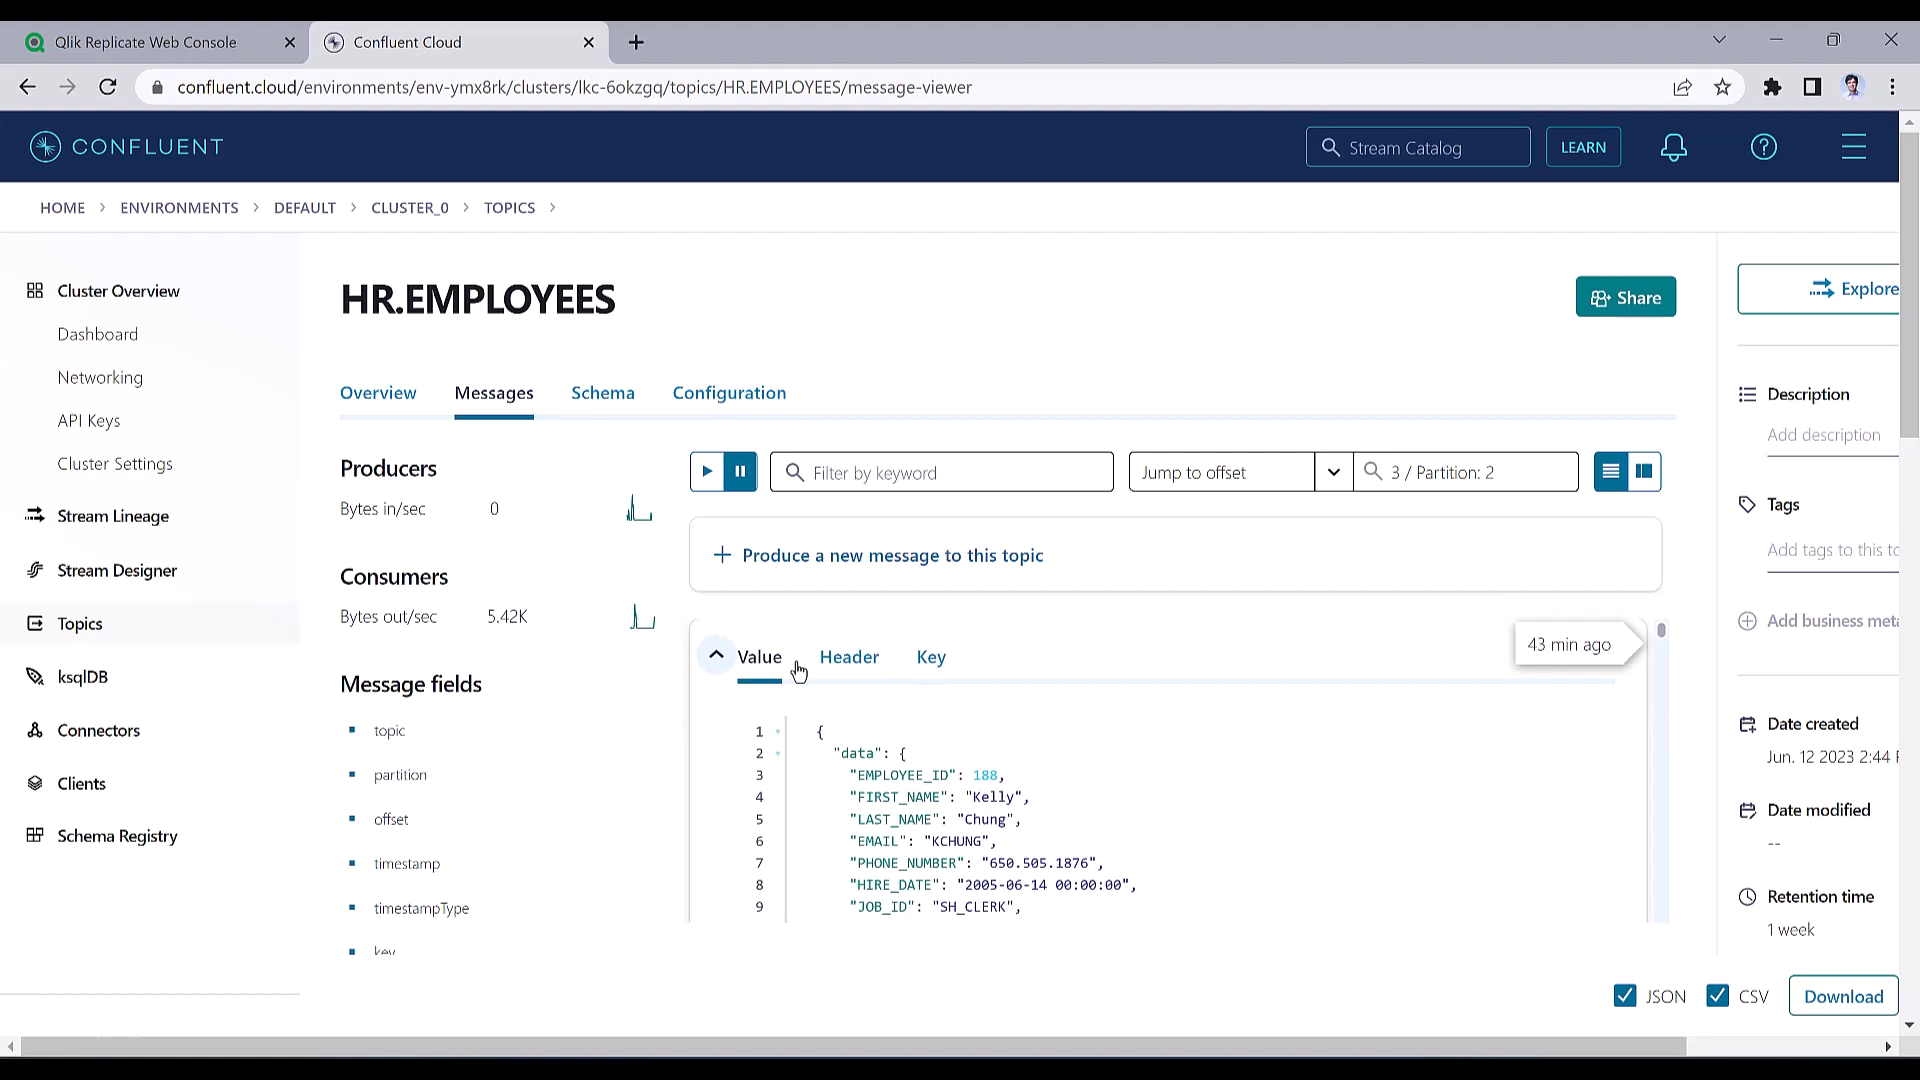 Qlik Replicate Web Console
Confluent Cloud
confluent.cloud/environments/env-ymx8rk/clusters/lkc-6okzgq/topics/HR.EMPLOYEES/message-viewer
CONFLUENT
Stream Catalog
LEARN
HOME > ENVIRONMENTS > DEFAULT > CLUSTER_0 > TOPICS >
Cluster Overview
Dashboard
Networking
API Keys
Cluster Settings
Stream Lineage
Stream Designer
Topics
ksqlDB
Connectors
Clients
Schema Registry
HR.EMPLOYEES
Share
Overview Messages Schema Configuration
Producers
Bytes in/sec 0
Consumers
Bytes out/sec 5.42K
Message fields
topic
partition
offset
timestamp
timestampType
key
Filter by keyword
Jump to offset
3 / Partition: 2
+ Produce a new message to this topic
Value Header Key
43 min ago
1 {
2 "data": {
3 "EMPLOYEE_ID": 188,
4 "FIRST_NAME": "Kelly",
5 "LAST_NAME": "Chung",
6 "EMAIL": "KCHUNG",
7 "PHONE_NUMBER": "650.505.1876",
8 "HIRE_DATE": "2005-06-14 00:00:00",
9 "JOB_ID": "SH_CLERK",
Explore
Description
Add description
Tags
Add tags to this to
Add business meta
Date created
Jun. 12 2023 2:44
Date modified
--
Retention time
1 week
JSON
CSV
Download